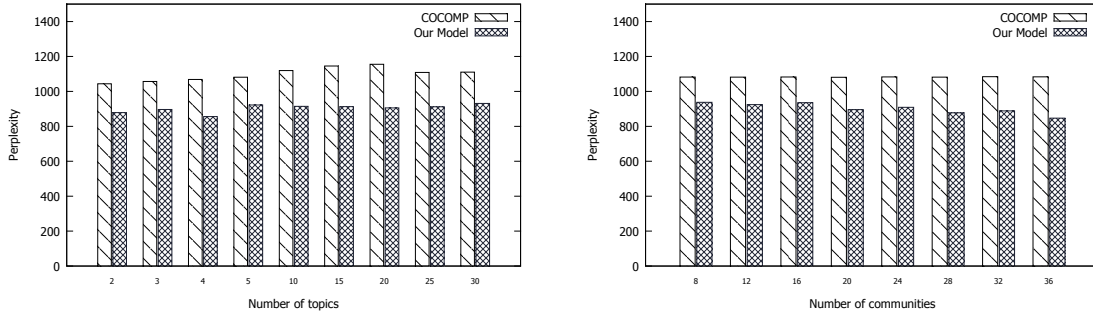 1400
1200
1000
800
600
400
200
0
Perplexity
COCOMP
Our Model
2 3 4 5 10 15 20 25 30
Number of topics
1400
1200
1000
800
600
400
200
0
Perplexity
COCOMP
Our Model
8 12 16 20 24 28 32 36
Number of communities